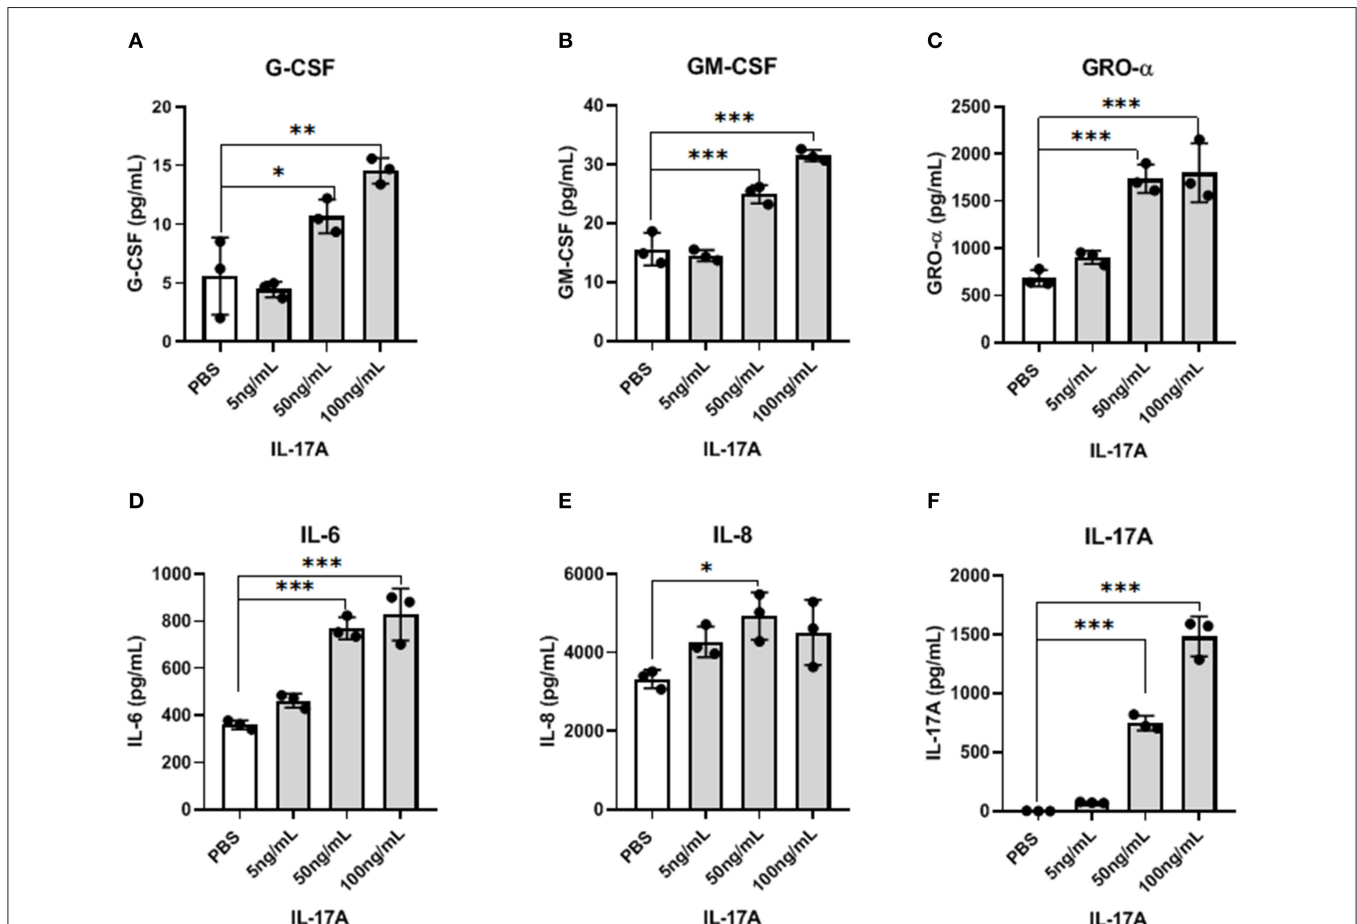 A
B
C
G-CSF
GM-CSF
GRO-α
**
*
***
***
***
***
20
15
10
5
0
40
30
20
10
0
2500
2000
1500
1000
500
0
G-CSF (pg/mL)
GM-CSF (pg/mL)
GRO-α (pg/mL)
PBS
5ng/mL
50ng/mL
100ng/mL
PBS
5ng/mL
50ng/mL
100ng/mL
PBS
5ng/mL
50ng/mL
100ng/mL
IL-17A
IL-17A
IL-17A
D
E
F
IL-6
IL-8
IL-17A
***
***
*
***
***
1000
800
600
400
200
0
6000
4000
2000
0
2000
1500
1000
500
0
IL-6 (pg/mL)
IL-8 (pg/mL)
IL-17A (pg/mL)
PBS
5ng/mL
50ng/mL
100ng/mL
PBS
5ng/mL
50ng/mL
100ng/mL
PBS
5ng/mL
50ng/mL
100ng/mL
IL-17A
IL-17A
IL-17A